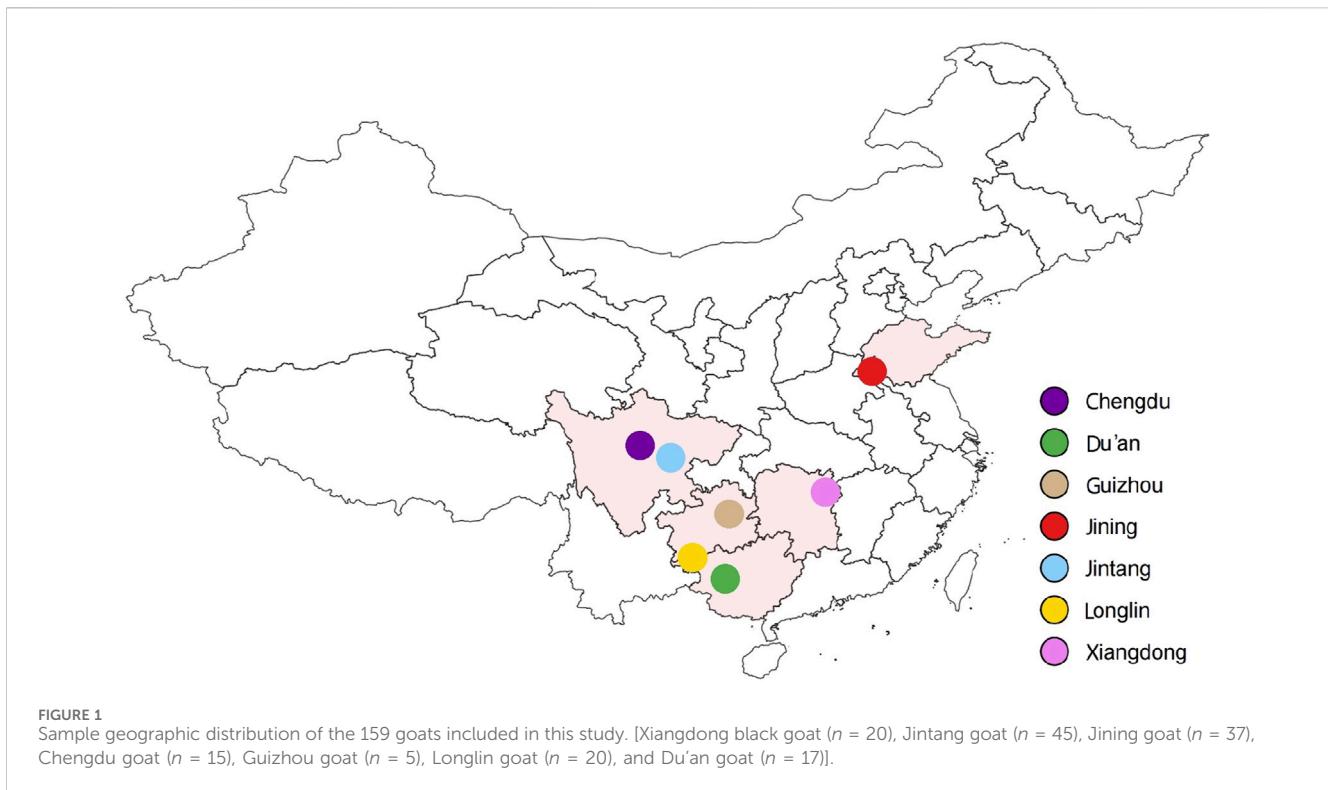 Chengdu
Du'an
Guizhou
Jining
Jintang
Longlin
Xiangdong
FIGURE 1
Sample geographic distribution of the 159 goats included in this study. [Xiangdong black goat (n = 20), Jintang goat (n = 45), Jining goat (n = 37),
Chengdu goat (n = 15), Guizhou goat (n = 5), Longlin goat (n = 20), and Du'an goat (n = 17)].